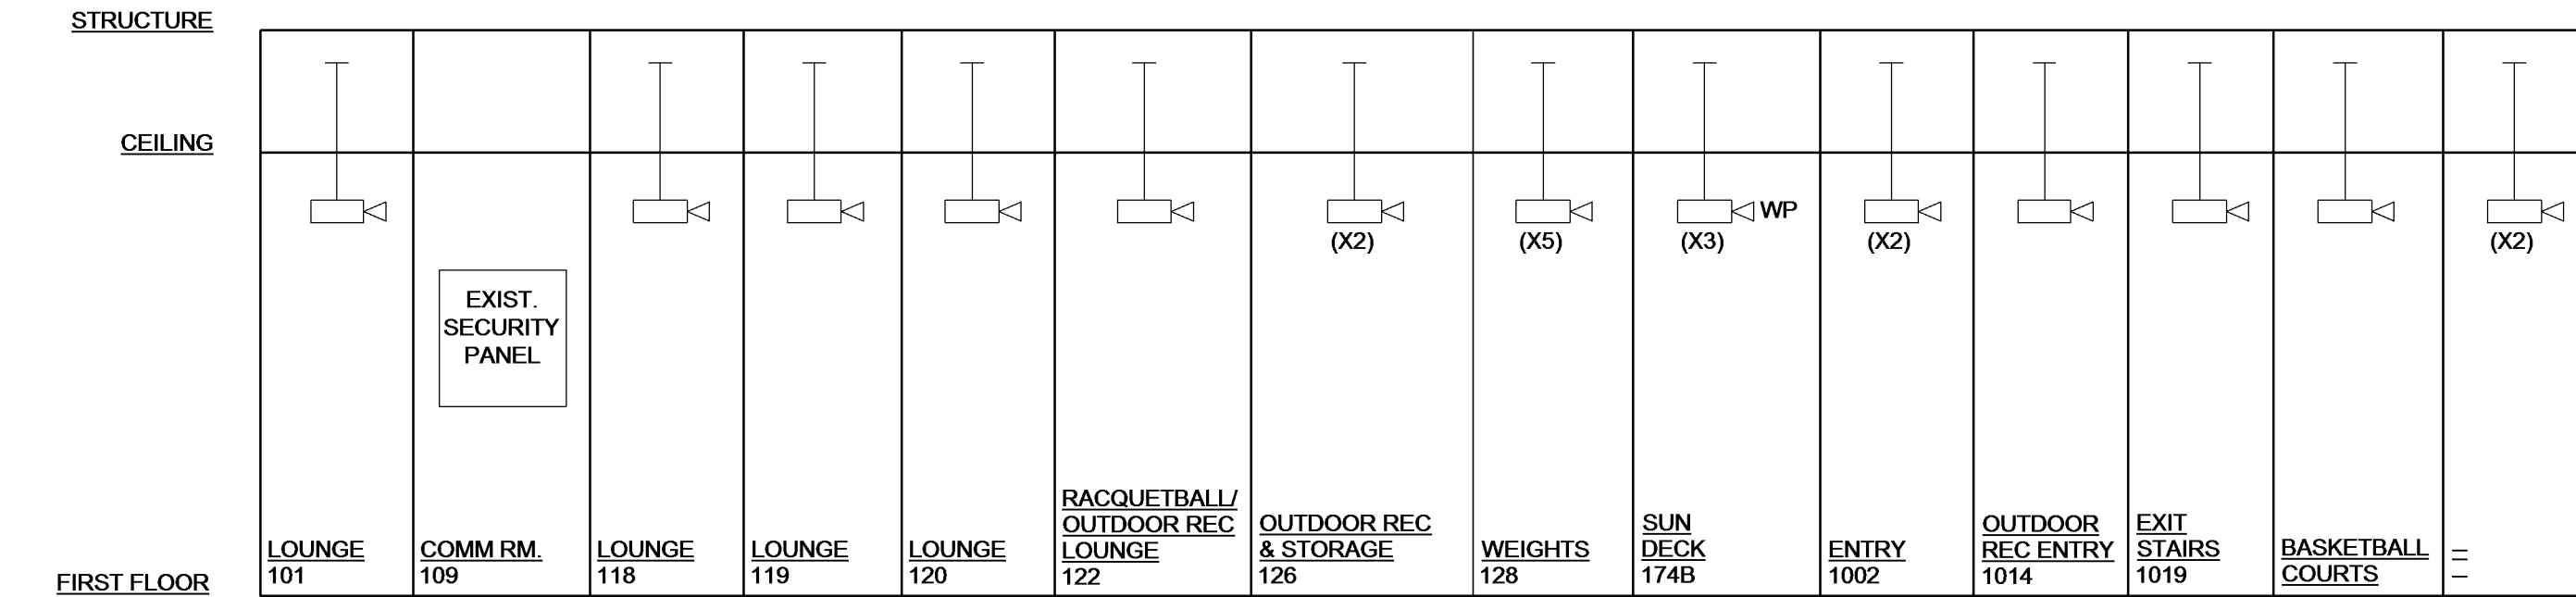 STRUCTURE
CEILING
WP
(X2)
(X5)
(X3)
(X2)
(X2)
EXIST.
SECURITY
PANEL
LOUNGE
101
COMM RM.
109
LOUNGE
118
LOUNGE
119
LOUNGE
120
RACQUETBALL/
OUTDOOR REC
LOUNGE
122
OUTDOOR REC
& STORAGE
126
WEIGHTS
128
SUN
DECK
174B
ENTRY
1002
OUTDOOR
REC ENTRY
1014
EXIT
STAIRS
1019
BASKETBALL
COURTS
FIRST FLOOR